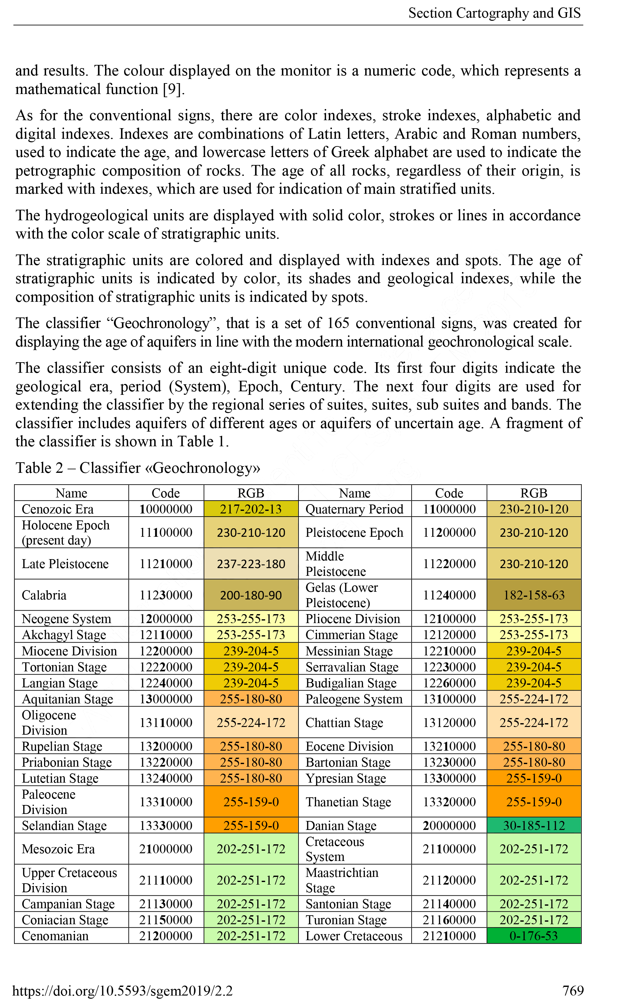 Section Cartography and GIS
and results. The colour displayed on the monitor is a numeric code, which represents a
mathematical function [9].
As for the conventional signs, there are color indexes, stroke indexes, alphabetic and
digital indexes. Indexes are combinations of Latin letters, Arabic and Roman numbers,
used to indicate the age, and lowercase letters of Greek alphabet are used to indicate the
petrographic composition of rocks. The age of all rocks, regardless of their origin, is
marked with indexes, which are used for indication of main stratified units.
The hydrogeological units are displayed with solid color, strokes or lines in accordance
with the color scale of stratigraphic units.
The stratigraphic units are colored and displayed with indexes and spots. The age of
stratigraphic units is indicated by color, its shades and geological indexes, while the
composition of stratigraphic units is indicated by spots.
The classifier “Geochronology”, that is a set of 165 conventional signs, was created for
displaying the age of aquifers in line with the modern international geochronological scale.
The classifier consists of an eight-digit unique code. Its first four digits indicate the
geological era, period (System), Epoch, Century. The next four digits are used for
extending the classifier by the regional series of suites, suites, sub suites and bands. The
classifier includes aquifers of different ages or aquifers of uncertain age. A fragment of
the classifier is shown in Table 1.
Table 2 – Classifier «Geochronology»
Name Code RGB Name Code RGB
Cenozoic Era 10000000 217-202-13 Quaternary Period 11000000 230-210-120
Holocene Epoch
(present day) 11100000 230-210-120 Pleistocene Epoch 11200000 230-210-120
Late Pleistocene 11210000 237-223-180 Middle
Pleistocene 11220000 230-210-120
Calabria 11230000 200-180-90 Gelas (Lower
Pleistocene) 11240000 182-158-63
Neogene System 12000000 253-255-173 Pliocene Division 12100000 253-255-173
Akchagyl Stage 12110000 253-255-173 Cimmerian Stage 12120000 253-255-173
Miocene Division 12200000 239-204-5 Messinian Stage 12210000 239-204-5
Tortonian Stage 12220000 239-204-5 Serravalian Stage 12230000 239-204-5
Langian Stage 12240000 239-204-5 Budigalian Stage 12260000 239-204-5
Aquitanian Stage 13000000 255-180-80 Paleogene System 13100000 255-224-172
Oligocene
Division 13110000 255-224-172 Chattian Stage 13120000 255-224-172
Rupelian Stage 13200000 255-180-80 Eocene Division 13210000 255-180-80
Priabonian Stage 13220000 255-180-80 Bartonian Stage 13230000 255-180-80
Lutetian Stage 13240000 255-180-80 Ypresian Stage 13300000 255-159-0
Paleocene
Division 13310000 255-159-0 Thanetian Stage 13320000 255-159-0
Selandian Stage 13330000 255-159-0 Danian Stage 20000000 30-185-112
Mesozoic Era 21000000 202-251-172 Cretaceous
System 21100000 202-251-172
Upper Cretaceous
Division 21110000 202-251-172 Maastrichtian
Stage 21120000 202-251-172
Campanian Stage 21130000 202-251-172 Santonian Stage 21140000 202-251-172
Coniacian Stage 21150000 202-251-172 Turonian Stage 21160000 202-251-172
Cenomanian 21200000 202-251-172 Lower Cretaceous 21210000 0-176-53
https://doi.org/10.5593/sgem2019/2.2 769